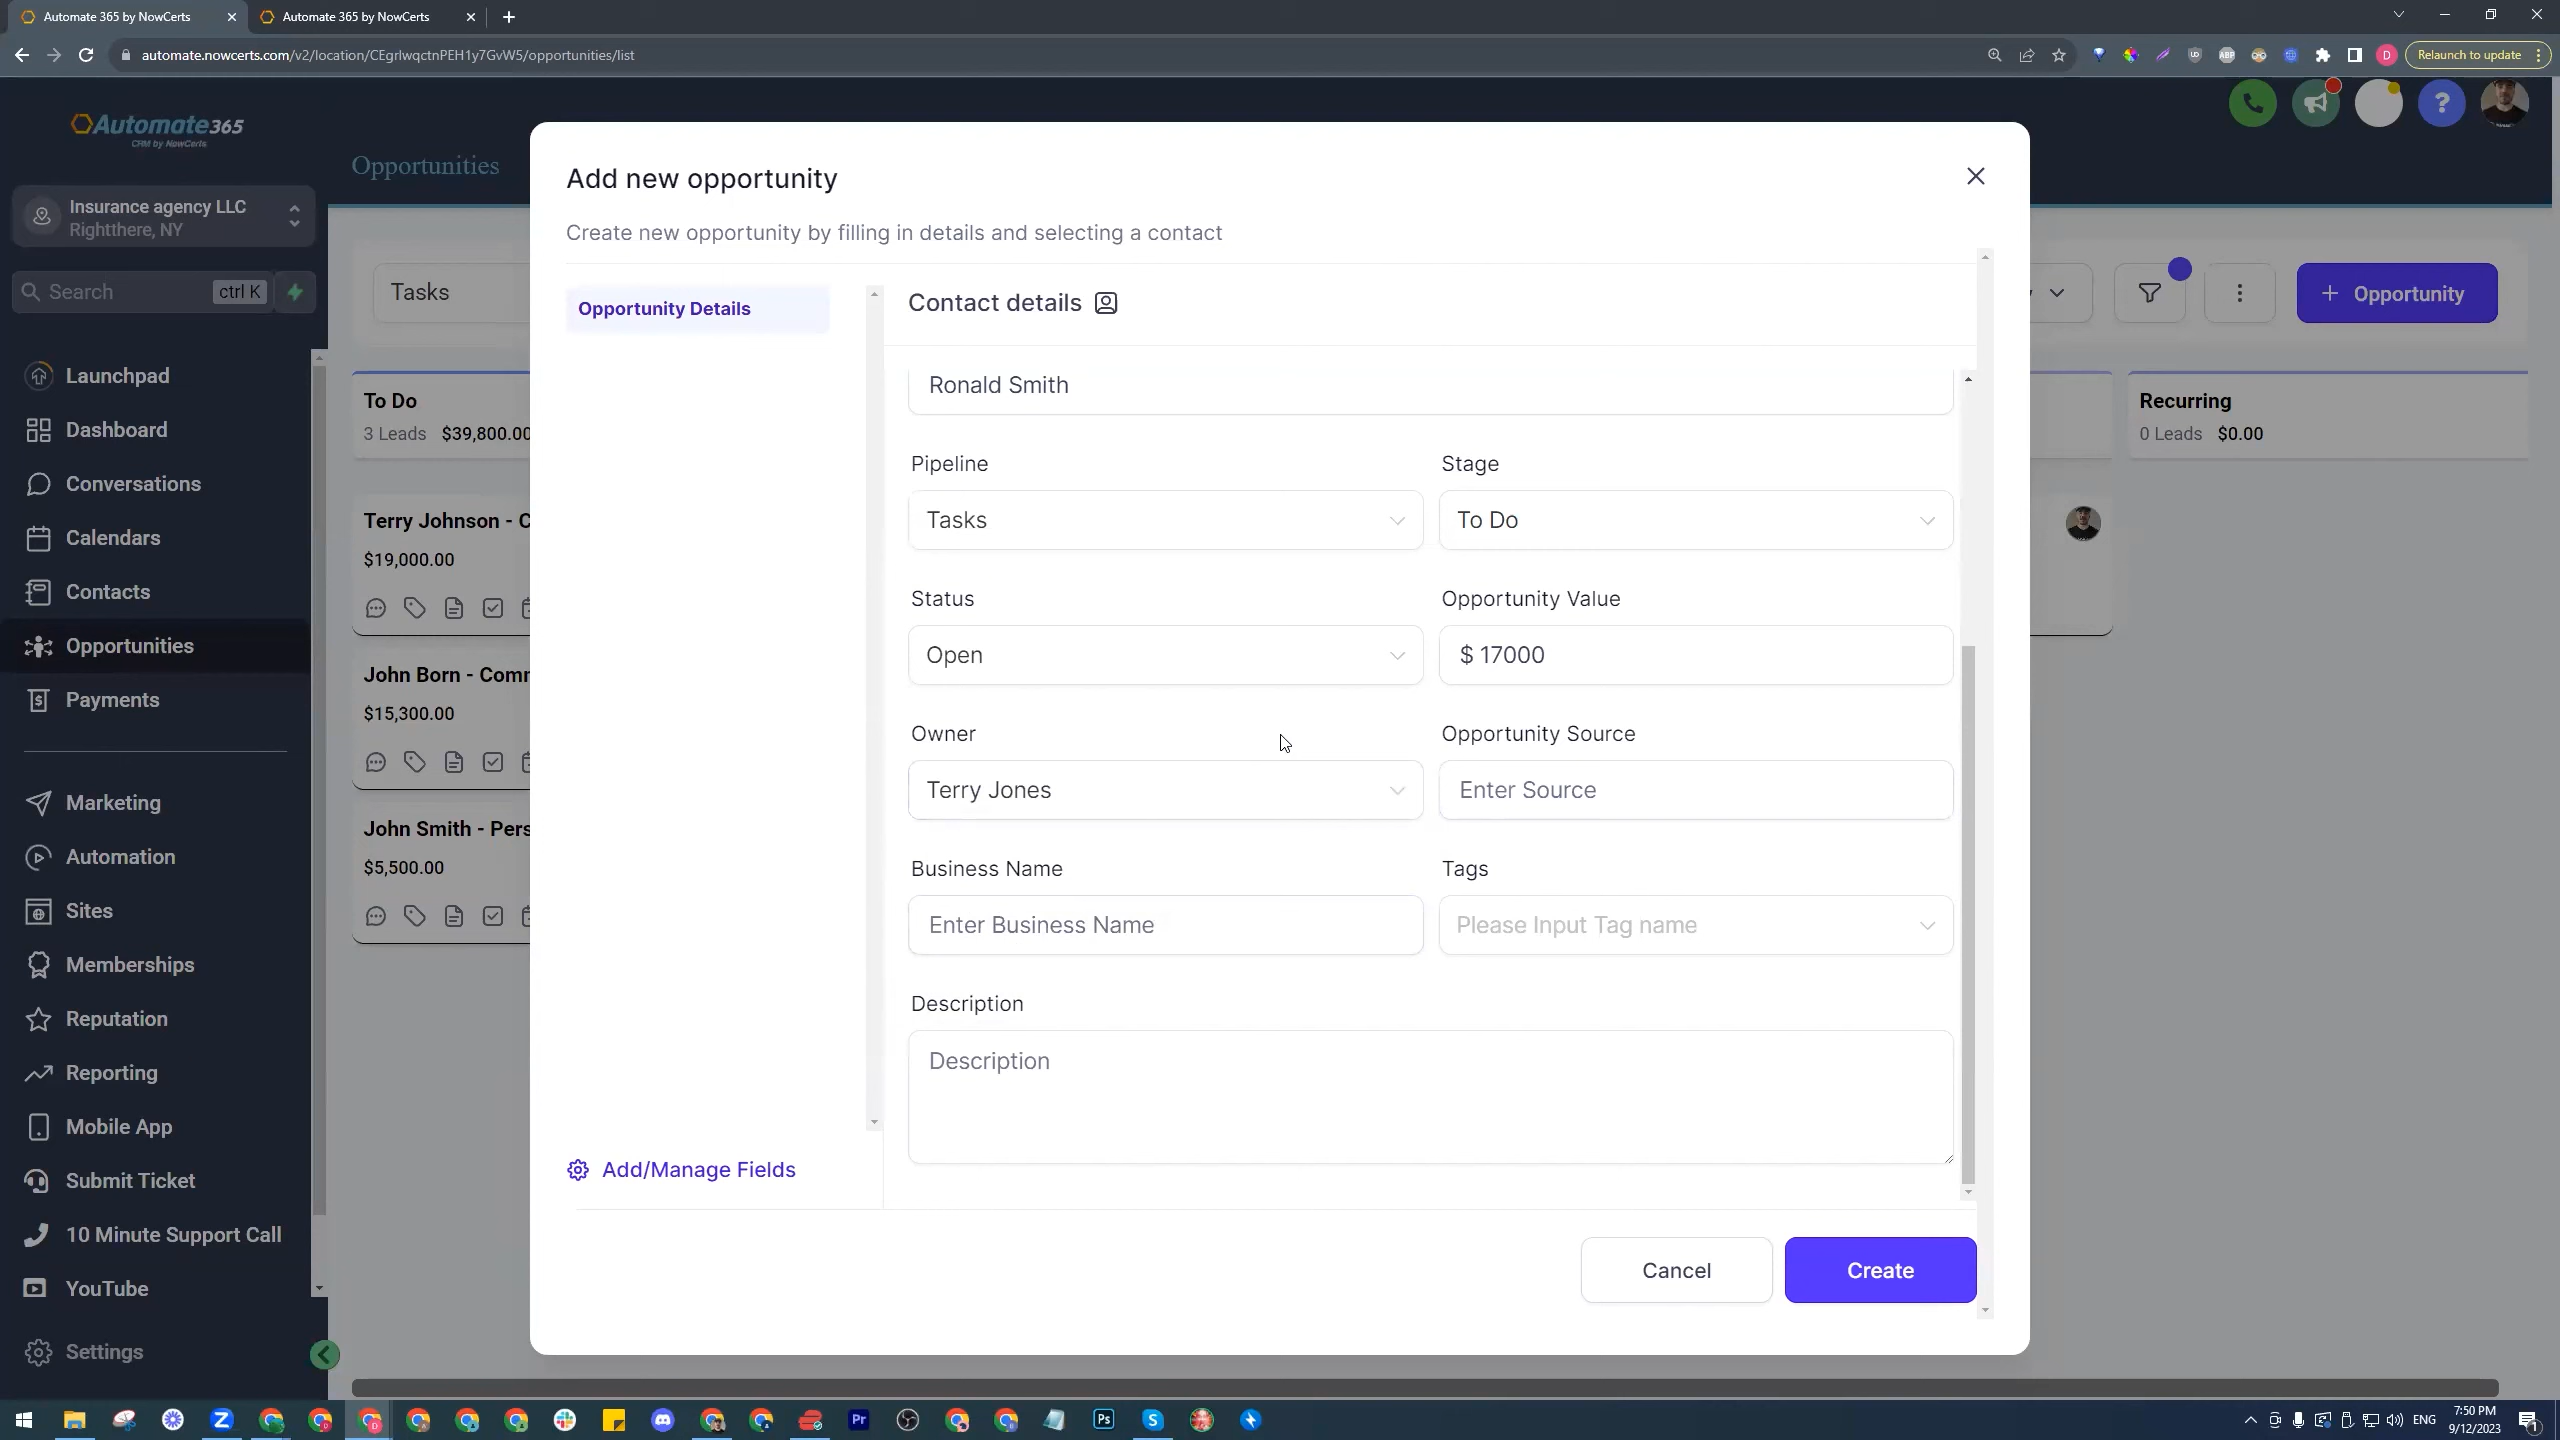 Automate 365 by NowCerts
Automate 365 by NowCerts
automate.nowcerts.com/v2/location/CEgrlwqctnPEH1y7GvW5/opportunities/list
Relaunch to update
Automate365
CRM by NowCerts
Opportunities
Insurance agency LLC
Rightthere, NY
Search
ctrl K
Launchpad
Dashboard
Conversations
Calendars
Contacts
Opportunities
Payments
Marketing
Automation
Sites
Memberships
Reputation
Reporting
Mobile App
Submit Ticket
10 Minute Support Call
YouTube
Settings
Tasks
To Do
3 Leads $39,800.00
Terry Johnson - C
$19,000.00
John Born - Comm
$15,300.00
John Smith - Pers
$5,500.00
Add new opportunity
Create new opportunity by filling in details and selecting a contact
Opportunity Details
Add/Manage Fields
Contact details
Ronald Smith
Pipeline
Stage
Tasks
To Do
Status
Opportunity Value
Open
$ 17000
Owner
Opportunity Source
Terry Jones
Enter Source
Business Name
Tags
Enter Business Name
Please Input Tag name
Description
Description
Cancel
Create
+ Opportunity
Recurring
0 Leads $0.00
ENG
7:50 PM
9/12/2023